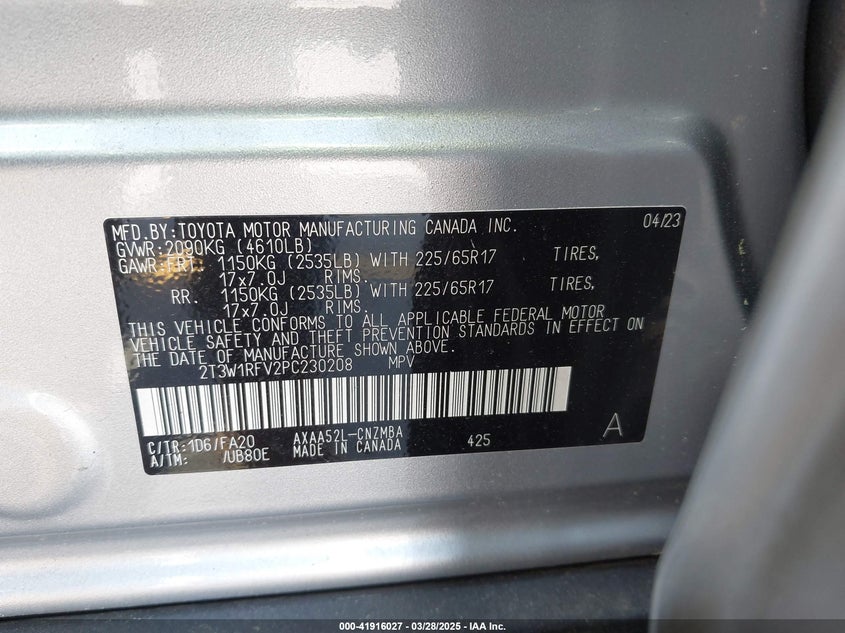 MFD.BY:TOYOTA MOTOR MANUFACTURING CANADA INC. 04/23
GVWR:2090KG (4610LB)
GAWR:FRT. 1150KG (2535LB) WITH 225/65R17 TIRES,
17x7.0J RIMS.
RR. 1150KG (2535LB) WITH 225/65R17 TIRES,
17x7.0J RIMS.
THIS VEHICLE CONFORMS TO ALL APPLICABLE FEDERAL MOTOR
VEHICLE SAFETY AND THEFT PREVENTION STANDARDS IN EFFECT ON
THE DATE OF MANUFACTURE SHOWN ABOVE.
2T3W1RFV2PC230208 MPV
C/TR:1D6/FA20 AXAA52L-CNZMBA 425 A
A/TM: /UB80E MADE IN CANADA
000-41916027 | 03/28/2025 | IAA Inc.